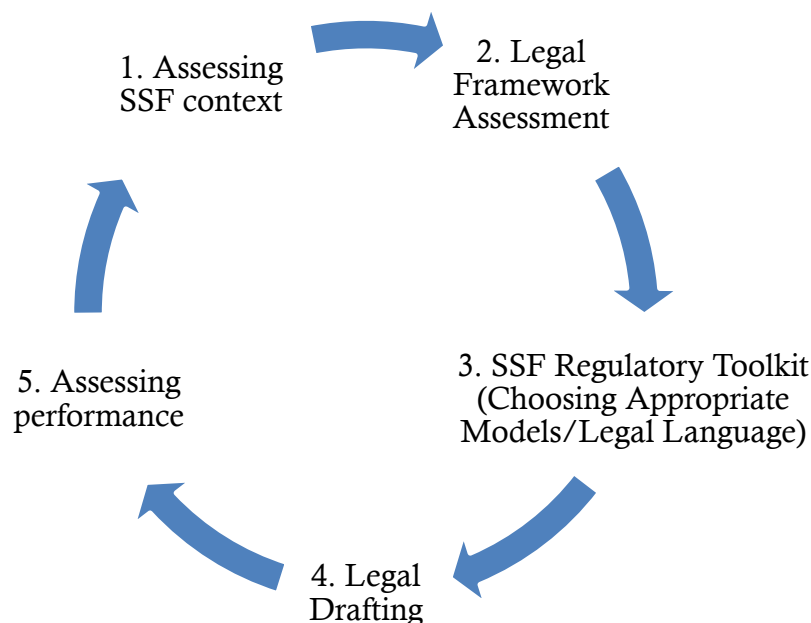 1. Assessing
SSF context
2. Legal
Framework
Assessment
3. SSF Regulatory Toolkit
(Choosing Appropriate
Models/Legal Language)
4. Legal
Drafting
5. Assessing
performance